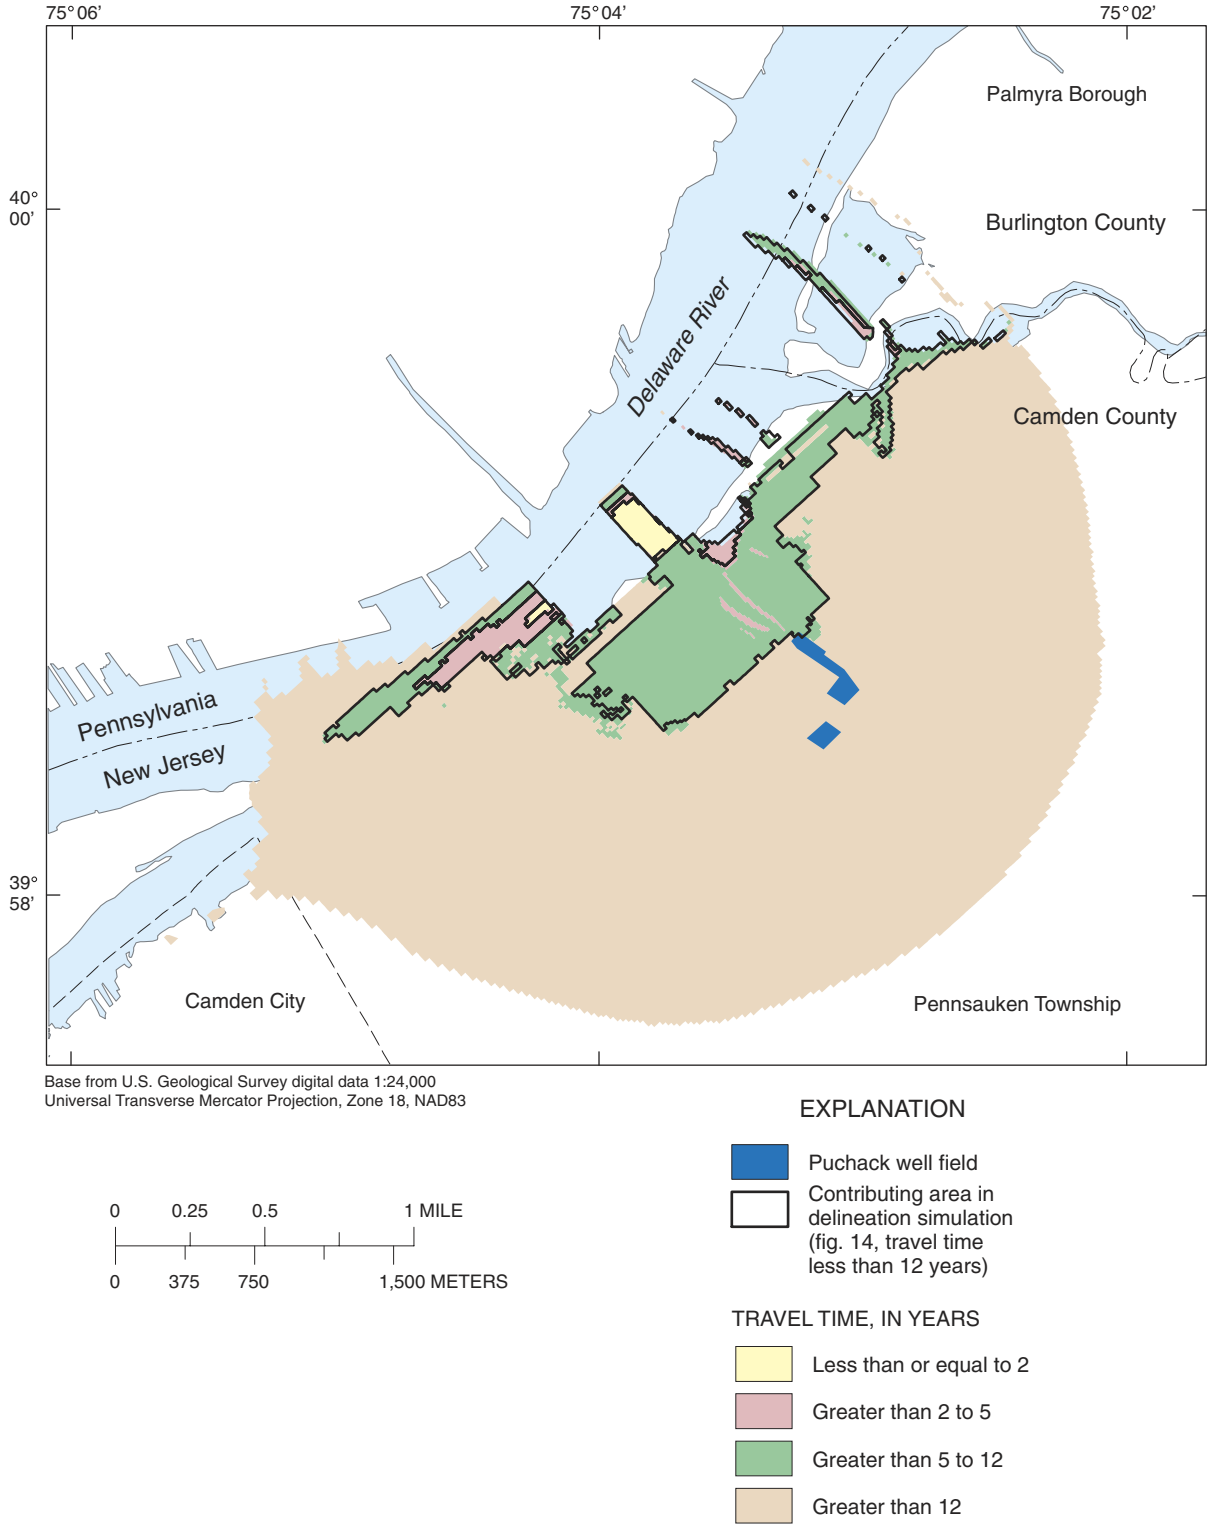 75° 06′
75° 04′
75° 02′
Palmyra Borough
40°
00′
Burlington County
Delaware River
Camden County
Pennsylvania
New Jersey
39°
58′
Camden City
Pennsauken Township
Base from U.S. Geological Survey digital data 1:24,000
Universal Transverse Mercator Projection, Zone 18, NAD83
EXPLANATION
Puchack well field
Contributing area in
delineation simulation
(fig. 14, travel time
less than 12 years)
0 0.25 0.5 1 MILE
0 375 750 1,500 METERS
TRAVEL TIME, IN YEARS
Less than or equal to 2
Greater than 2 to 5
Greater than 5 to 12
Greater than 12